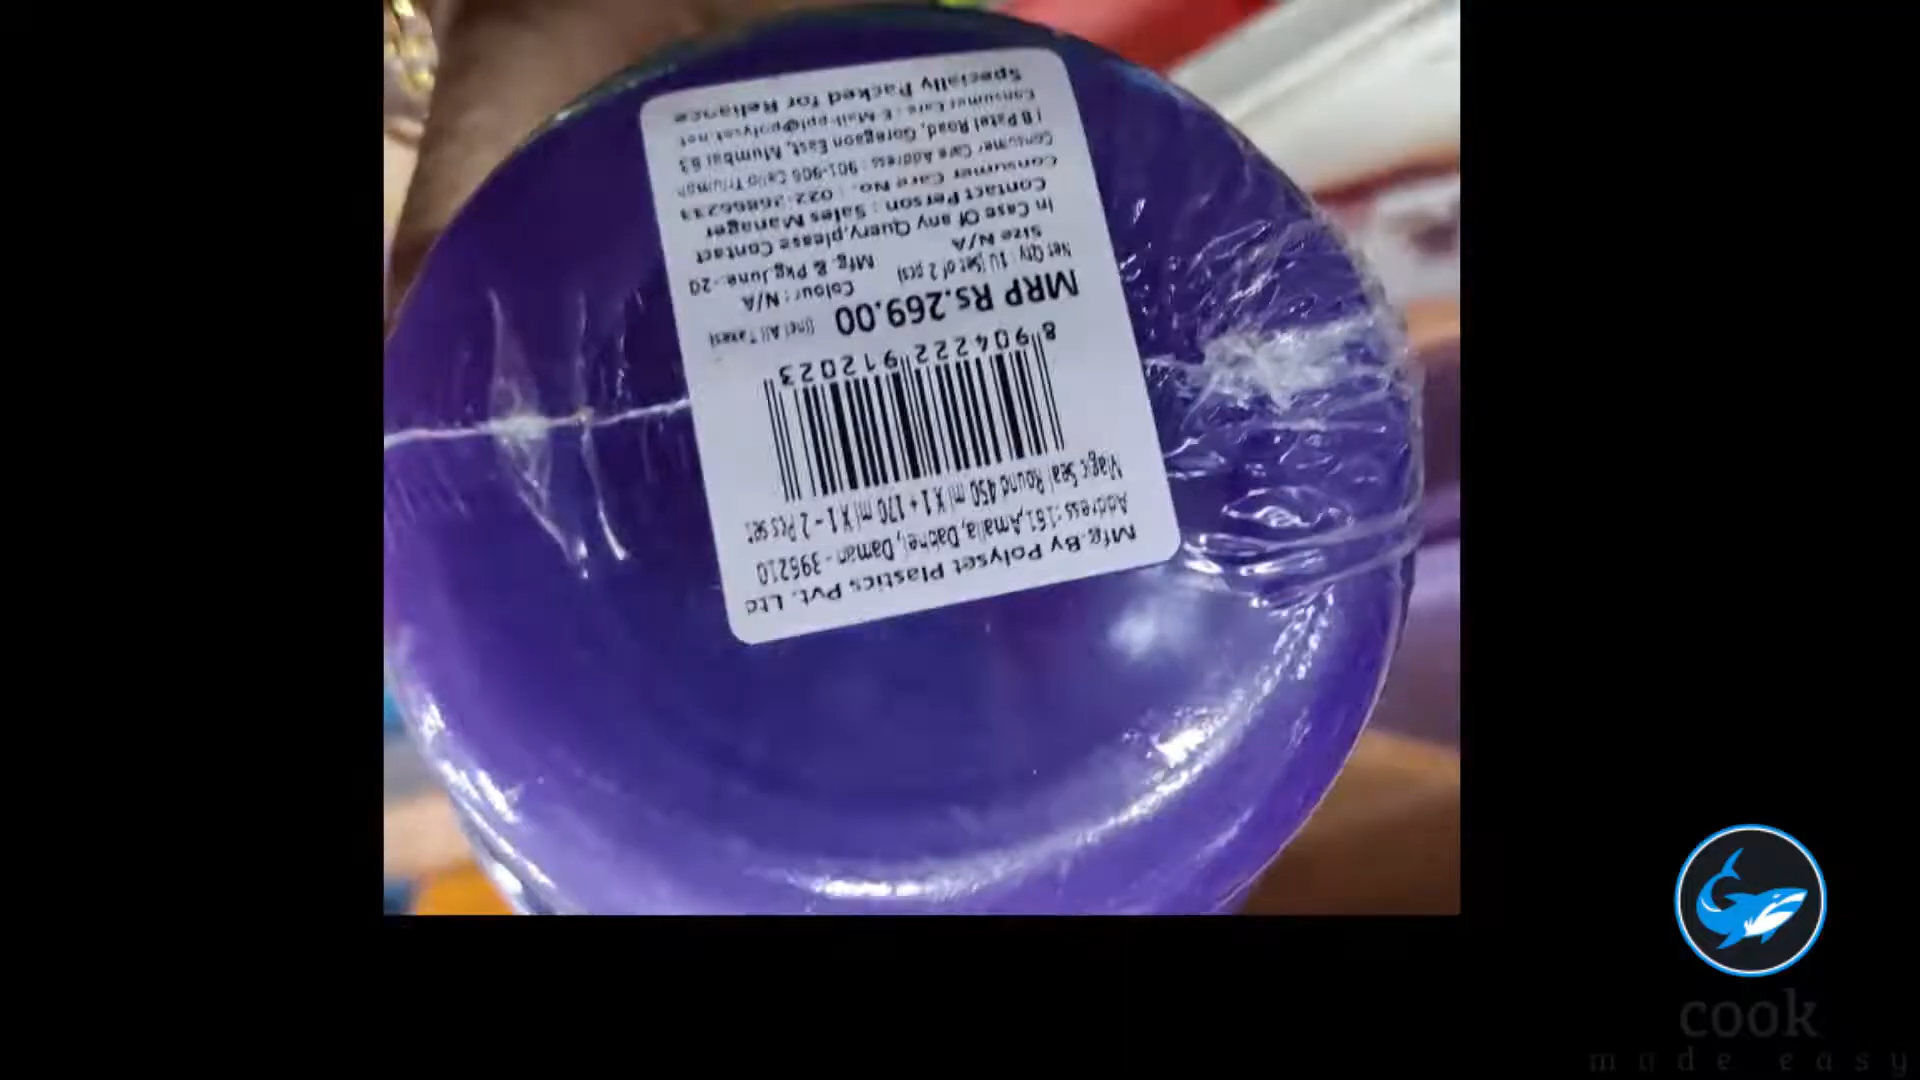 Mfg.By Polyset Plastics Pvt. Ltd
Address :161,Amalia, Dabhel, Daman - 396210
Magic Seal Round 450 ml X 1 + 170 ml X 1 - 2 Pcs set
8 904222 912023
MRP Rs.269.00 (Incl All Taxes)
Net Qty : 1U (Set of 2 pcs) Colour : N/A
Size N/A Mfg. & Pkg.June.-20
In Case Of any Query,please Contact
Contact Person : Sales Manager
Consumer Care No. : 022-26866233
Consumer Care Address : 901-906 Cello Triumph
I B Patel Road, Goregaon East, Mumbai 63
Consumer Care : E-Mail-ppl@polyset.net
Specially Packed for Reliance
cook
made easy